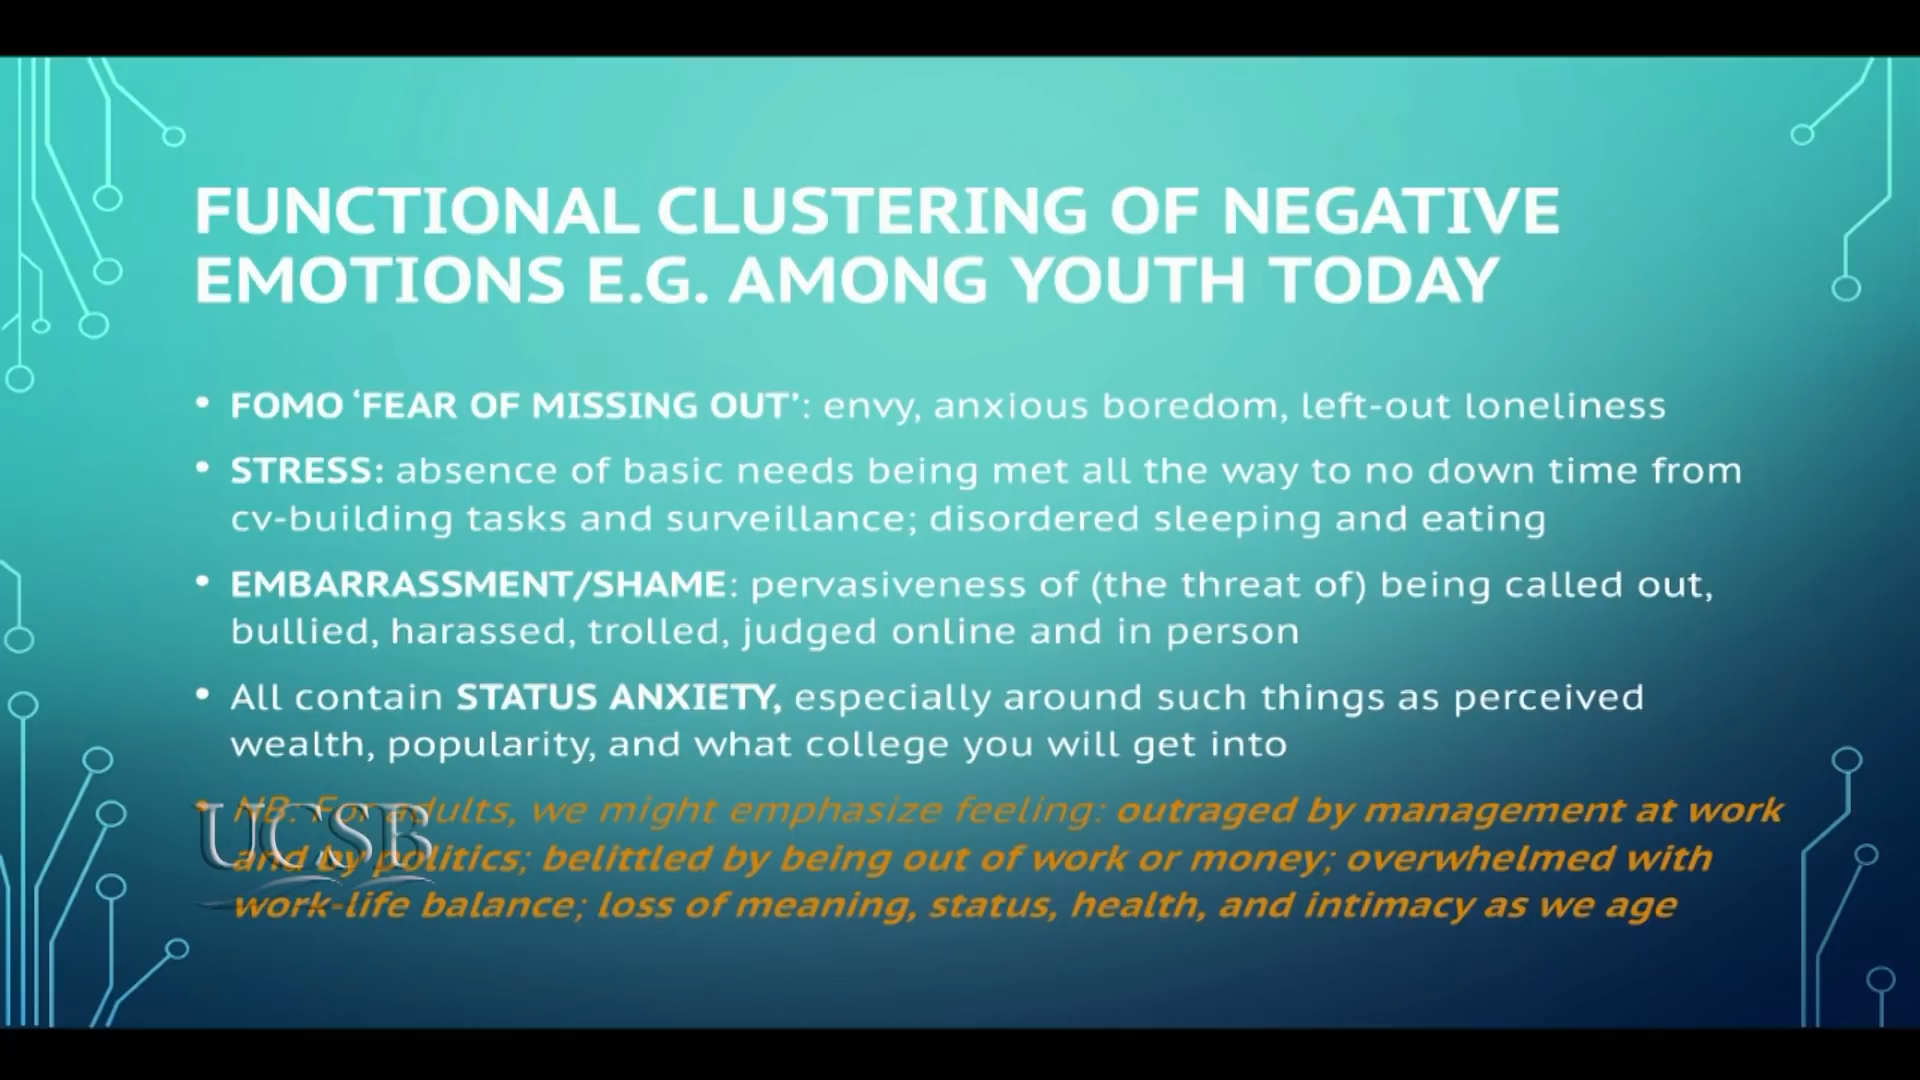 FUNCTIONAL CLUSTERING OF NEGATIVE
EMOTIONS E.G. AMONG YOUTH TODAY
• FOMO ‘FEAR OF MISSING OUT’: envy, anxious boredom, left-out loneliness
• STRESS: absence of basic needs being met all the way to no down time from
cv-building tasks and surveillance; disordered sleeping and eating
• EMBARRASSMENT/SHAME: pervasiveness of (the threat of) being called out,
bullied, harassed, trolled, judged online and in person
• All contain STATUS ANXIETY, especially around such things as perceived
wealth, popularity, and what college you will get into
• NB: For adults, we might emphasize feeling: outraged by management at work
and by politics; belittled by being out of work or money; overwhelmed with
work-life balance; loss of meaning, status, health, and intimacy as we age
UCSB